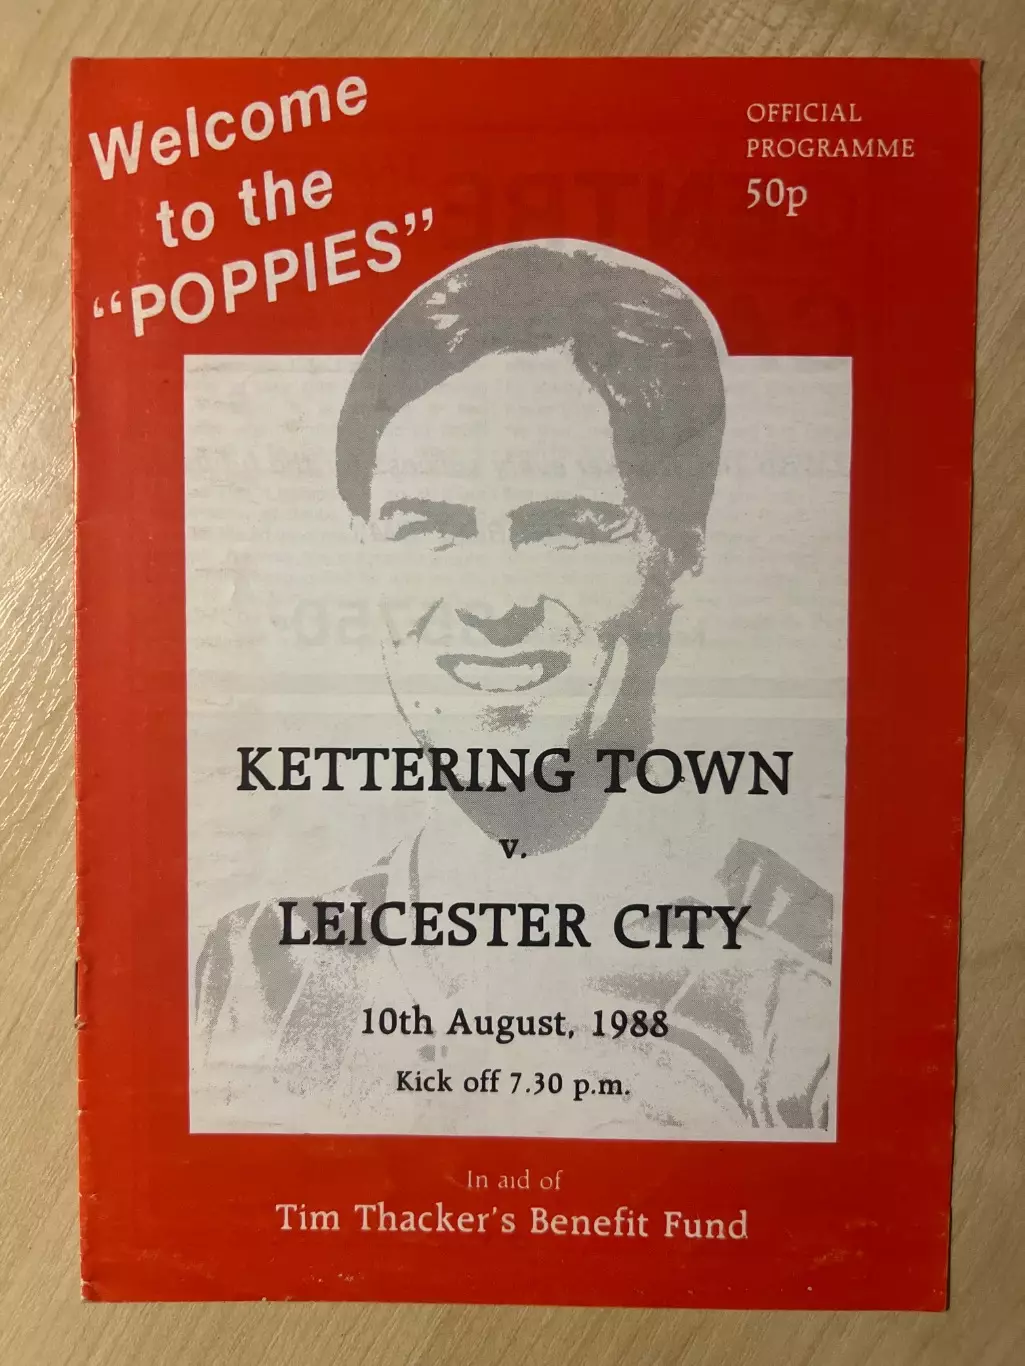 Welcome
to the
“POPPIES”
OFFICIAL
PROGRAMME
50p
KETTERING TOWN
v.
LEICESTER CITY
10th August, 1988
Kick off 7.30 p.m.
In aid of
Tim Thacker's Benefit Fund